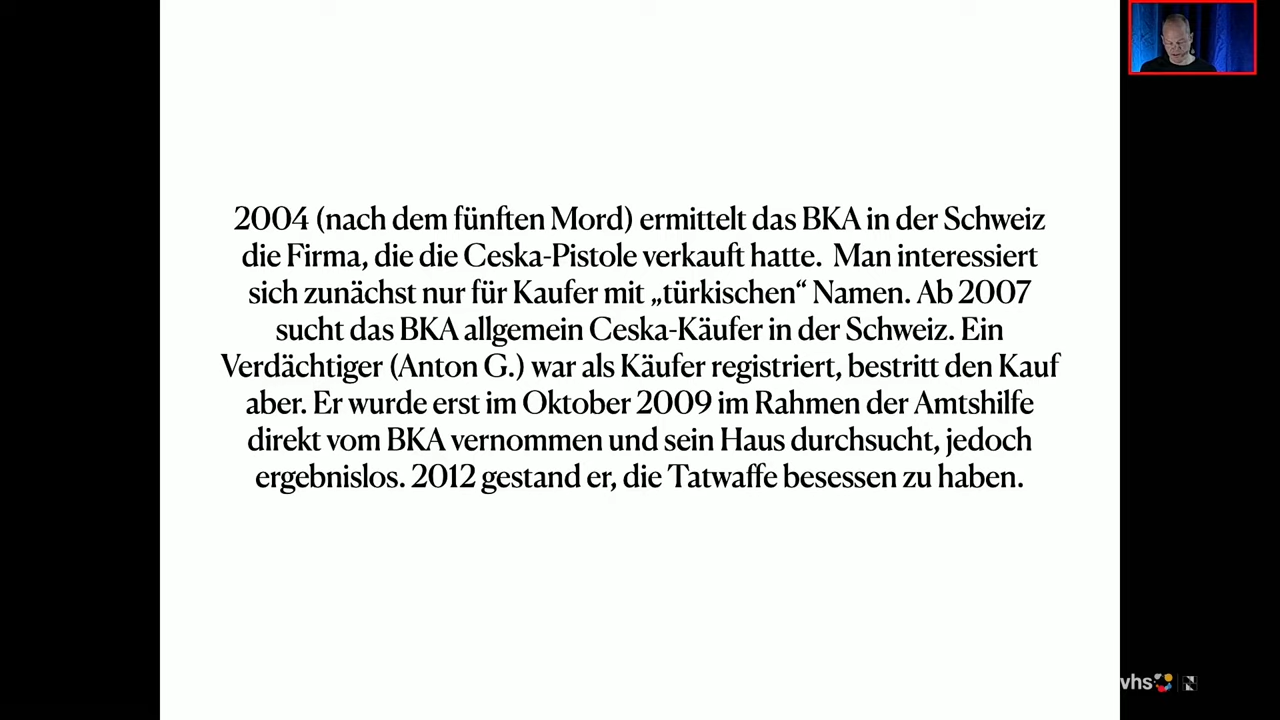 2004 (nach dem fünften Mord) ermittelt das BKA in der Schweiz
die Firma, die die Ceska-Pistole verkauft hatte. Man interessiert
sich zunächst nur für Kaufer mit „türkischen“ Namen. Ab 2007
sucht das BKA allgemein Ceska-Käufer in der Schweiz. Ein
Verdächtiger (Anton G.) war als Käufer registriert, bestritt den Kauf
aber. Er wurde erst im Oktober 2009 im Rahmen der Amtshilfe
direkt vom BKA vernommen und sein Haus durchsucht, jedoch
ergebnislos. 2012 gestand er, die Tatwaffe besessen zu haben.
vhs